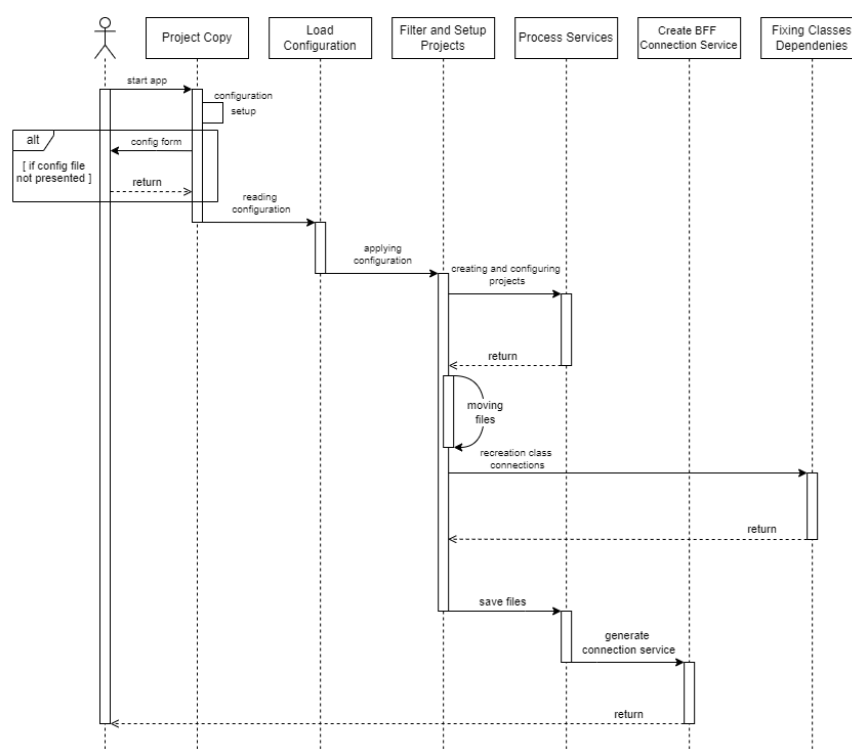 Project Copy
Load
Configuration
Filter and Setup
Projects
Process Services
Create BFF
Connection Service
Fixing Classes
Dependenies
start app
configuration
setup
alt
config form
[ if config file
not presented ]
return
reading
configuration
applying
configuration
creating and configuring
projects
return
moving
files
recreation class
connections
return
save files
generate
connection service
return